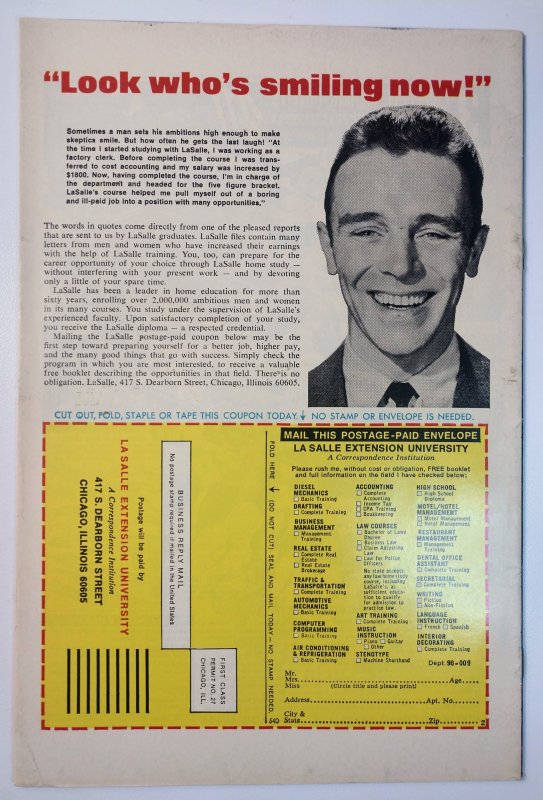 “Look who’s smiling now!”
Sometimes a man sets his ambitions high enough to make
skeptics smile. But how often he gets the last laugh! “At
the time I started studying with LaSalle, I was working as a
factory clerk. Before completing the course I was trans-
ferred to cost accounting and my salary was increased by
$1800. Now, having completed the course, I’m in charge of
the department and headed for the five figure bracket.
LaSalle’s course helped me pull myself out of a boring
and ill-paid job into a position with many opportunities.”
The words in quotes come directly from one of the pleased reports
that are sent to us by LaSalle graduates. LaSalle files contain many
letters from men and women who have increased their earnings
with the help of LaSalle training. You, too, can prepare for the
career opportunity of your choice through LaSalle home study —
without interfering with your present work — and by devoting
only a little of your spare time.
LaSalle has been a leader in home education for more than
sixty years, enrolling over 2,000,000 ambitious men and women
in its many courses. You study under the supervision of LaSalle’s
experienced faculty. Upon satisfactory completion of your study,
you receive the LaSalle diploma — a respected credential.
Mailing the LaSalle postage-paid coupon below may be the
first step toward preparing yourself for a better job, higher pay,
and the many good things that go with success. Simply check the
program in which you are most interested, to receive a valuable
free booklet describing the opportunities in that field. There is no
obligation. LaSalle, 417 S. Dearborn Street, Chicago, Illinois 60605.
CUT OUT, FOLD, STAPLE OR TAPE THIS COUPON TODAY. ↓ NO STAMP OR ENVELOPE IS NEEDED.
BUSINESS REPLY MAIL
No postage stamp required if mailed in the United States
FIRST CLASS
PERMIT NO. 27
CHICAGO, ILL.
Postage will be paid by
LA SALLE EXTENSION UNIVERSITY
A Correspondence Institution
417 S. DEARBORN STREET
CHICAGO, ILLINOIS 60605
FOLD HERE ↓ (DO NOT CUT) SEAL AND MAIL TODAY — NO STAMP NEEDED.
540
MAIL THIS POSTAGE-PAID ENVELOPE
LA SALLE EXTENSION UNIVERSITY
A Correspondence Institution
Please rush me, without cost or obligation, FREE booklet
and full information on the field I have checked below:
DIESEL
MECHANICS
☐ Basic Training
DRAFTING
☐ Complete Training
BUSINESS
MANAGEMENT
☐ Management
Training
REAL ESTATE
☐ Complete Real
Estate
☐ Real Estate
Brokerage
TRAFFIC &
TRANSPORTATION
☐ Complete Training
AUTOMOTIVE
MECHANICS
☐ Basic Training
COMPUTER
PROGRAMMING
☐ Basic Training
AIR CONDITIONING
& REFRIGERATION
☐ Basic Training
ACCOUNTING
☐ Complete
Accounting
☐ Income Tax
☐ CPA Training
☐ Bookkeeping
LAW COURSES
☐ Bachelor of Laws
Degree
☐ Business Law
☐ Claim Adjusting
Law
☐ Law for Police
Officers
No state accepts
any law home study
course, including
LaSalle’s, as
sufficient educa-
tion to qualify
for admission to
practice law.
ART TRAINING
☐ Complete Training
MUSIC
INSTRUCTION
☐ Piano ☐ Guitar
☐ Other
STENOTYPE
☐ Machine Shorthand
HIGH SCHOOL
☐ High School
Diploma
MOTEL/HOTEL
MANAGEMENT
☐ Motel Management
☐ Hotel Management
RESTAURANT
MANAGEMENT
☐ Management
Training
DENTAL OFFICE
ASSISTANT
☐ Complete Training
SECRETARIAL
☐ Complete Training
WRITING
☐ Fiction
☐ Non-Fiction
LANGUAGE
INSTRUCTION
☐ French ☐ Spanish
INTERIOR
DECORATING
☐ Complete Training
Dept. 90-009
Mr.
Mrs. Age
Miss (Circle title and please print)
Address Apt. No.
City &
State Zip 2